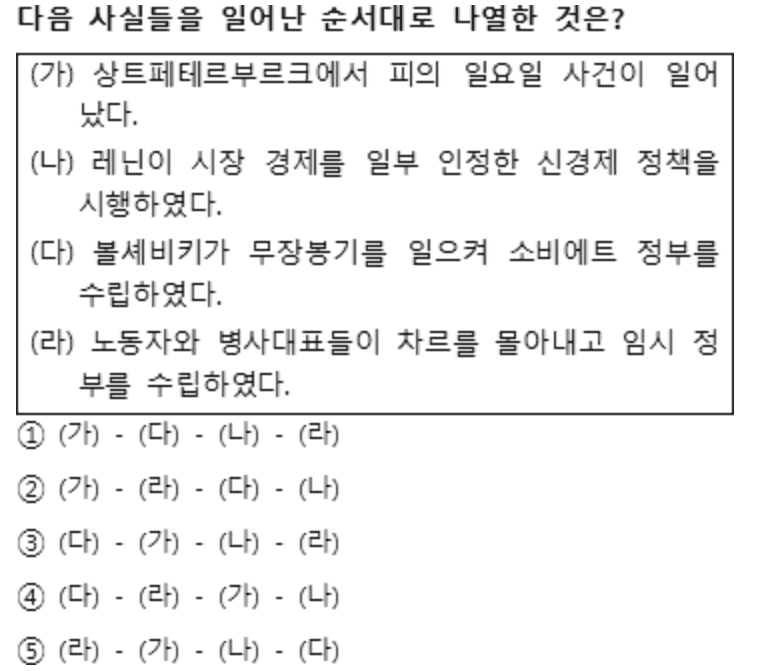 다음 사실들을 일어난 순서대로 나열한 것은?
(가) 상트페테르부르크에서 피의 일요일 사건이 일어
났다.
(나) 레닌이 시장 경제를 일부 인정한 신경제 정책을
시행하였다.
(다) 볼셰비키가 무장봉기를 일으켜 소비에트 정부를
수립하였다.
(라) 노동자와 병사대표들이 차르를 몰아내고 임시 정
부를 수립하였다.
① (가) - (다) - (나) - (라)
② (가) - (라) - (다) - (나)
③ (다) - (가) - (나) - (라)
④ (다) - (라) - (가) - (나)
⑤ (라) - (가) - (나) - (다)